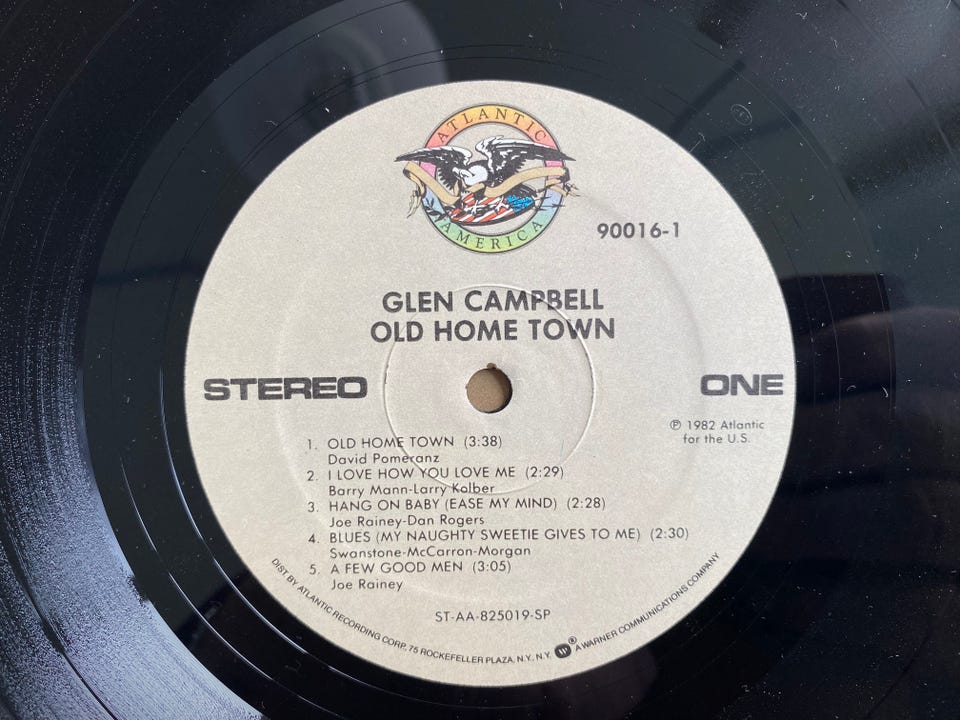 ATLANTIC
AMERICA
90016-1
GLEN CAMPBELL
OLD HOME TOWN
STEREO
ONE
℗ 1982 Atlantic
for the U.S.
1. OLD HOME TOWN (3:38)
David Pomeranz
2. I LOVE HOW YOU LOVE ME (2:29)
Barry Mann-Larry Kolber
3. HANG ON BABY (EASE MY MIND) (2:28)
Joe Rainey-Dan Rogers
4. BLUES (MY NAUGHTY SWEETIE GIVES TO ME) (2:30)
Swanstone-McCarron-Morgan
5. A FEW GOOD MEN (3:05)
Joe Rainey
ST-AA-825019-SP
DIST BY ATLANTIC RECORDING CORP. 75 ROCKEFELLER PLAZA, N.Y. N.Y. W® A WARNER COMMUNICATIONS COMPANY